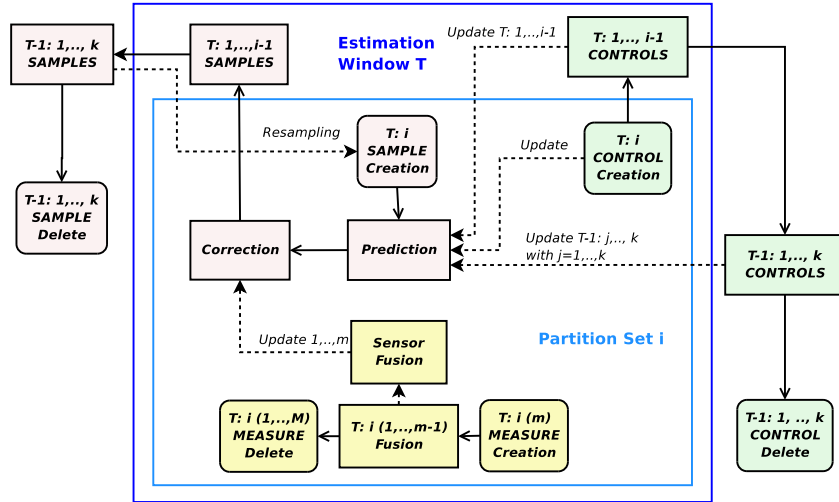 T-1: 1,.., k
SAMPLES
T: 1,..,i-1
SAMPLES
Estimation
Window T
Update T: 1,..,i-1
T: 1,.., i-1
CONTROLS
Resampling
T: i
SAMPLE
Creation
Update
T: i
CONTROL
Creation
T-1: 1,.., k
SAMPLE
Delete
Correction
Prediction
Update T-1: j,.., k
with j=1,..,k
T-1: 1,.., k
CONTROLS
Update 1,..,m
Sensor
Fusion
Partition Set i
T: i (1,..,M)
MEASURE
Delete
T: i (1,..,m-1)
Fusion
T: i (m)
MEASURE
Creation
T-1: 1, .., k
CONTROL
Delete